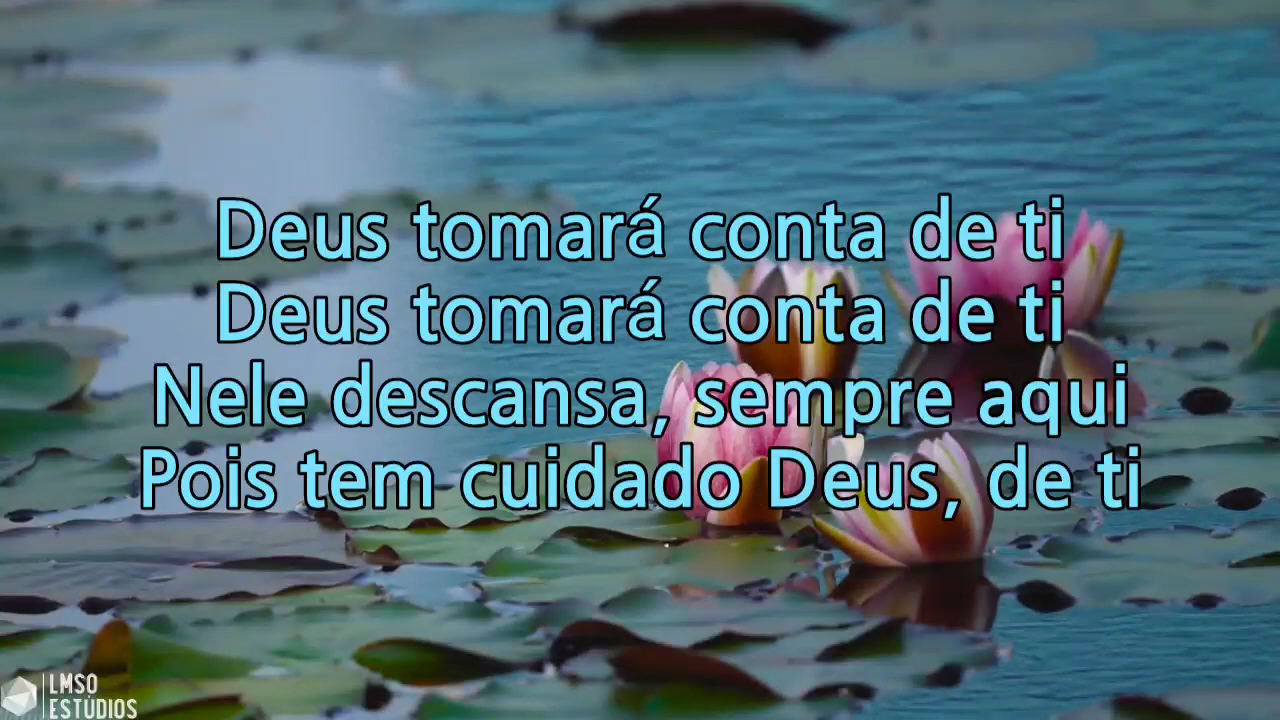 Deus tomará conta de ti
Deus tomará conta de ti
Nele descansa, sempre aqui
Pois tem cuidado Deus, de ti
LMSO
ESTÚDIOS